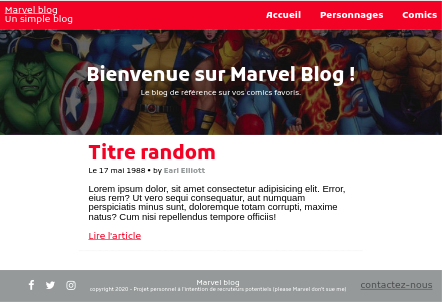 Marvel blog
Un simple blog
Accueil Personnages Comics
Bienvenue sur Marvel Blog !
Le blog de référence sur vos comics favoris.
Titre random
Le 17 mai 1988 • by Earl Elliott
Lorem ipsum dolor, sit amet consectetur adipisicing elit. Error,
eius rem? Ut vero sequi consequatur, aut numquam
perspiciatis minus sunt, doloremque totam corrupti, maxime
natus? Cum nisi repellendus tempore officiis!
Lire l'article
Marvel blog
copyright 2020 - Projet personnel à l'intention de recruteurs potentiels (please Marvel don't sue me)
contactez-nous